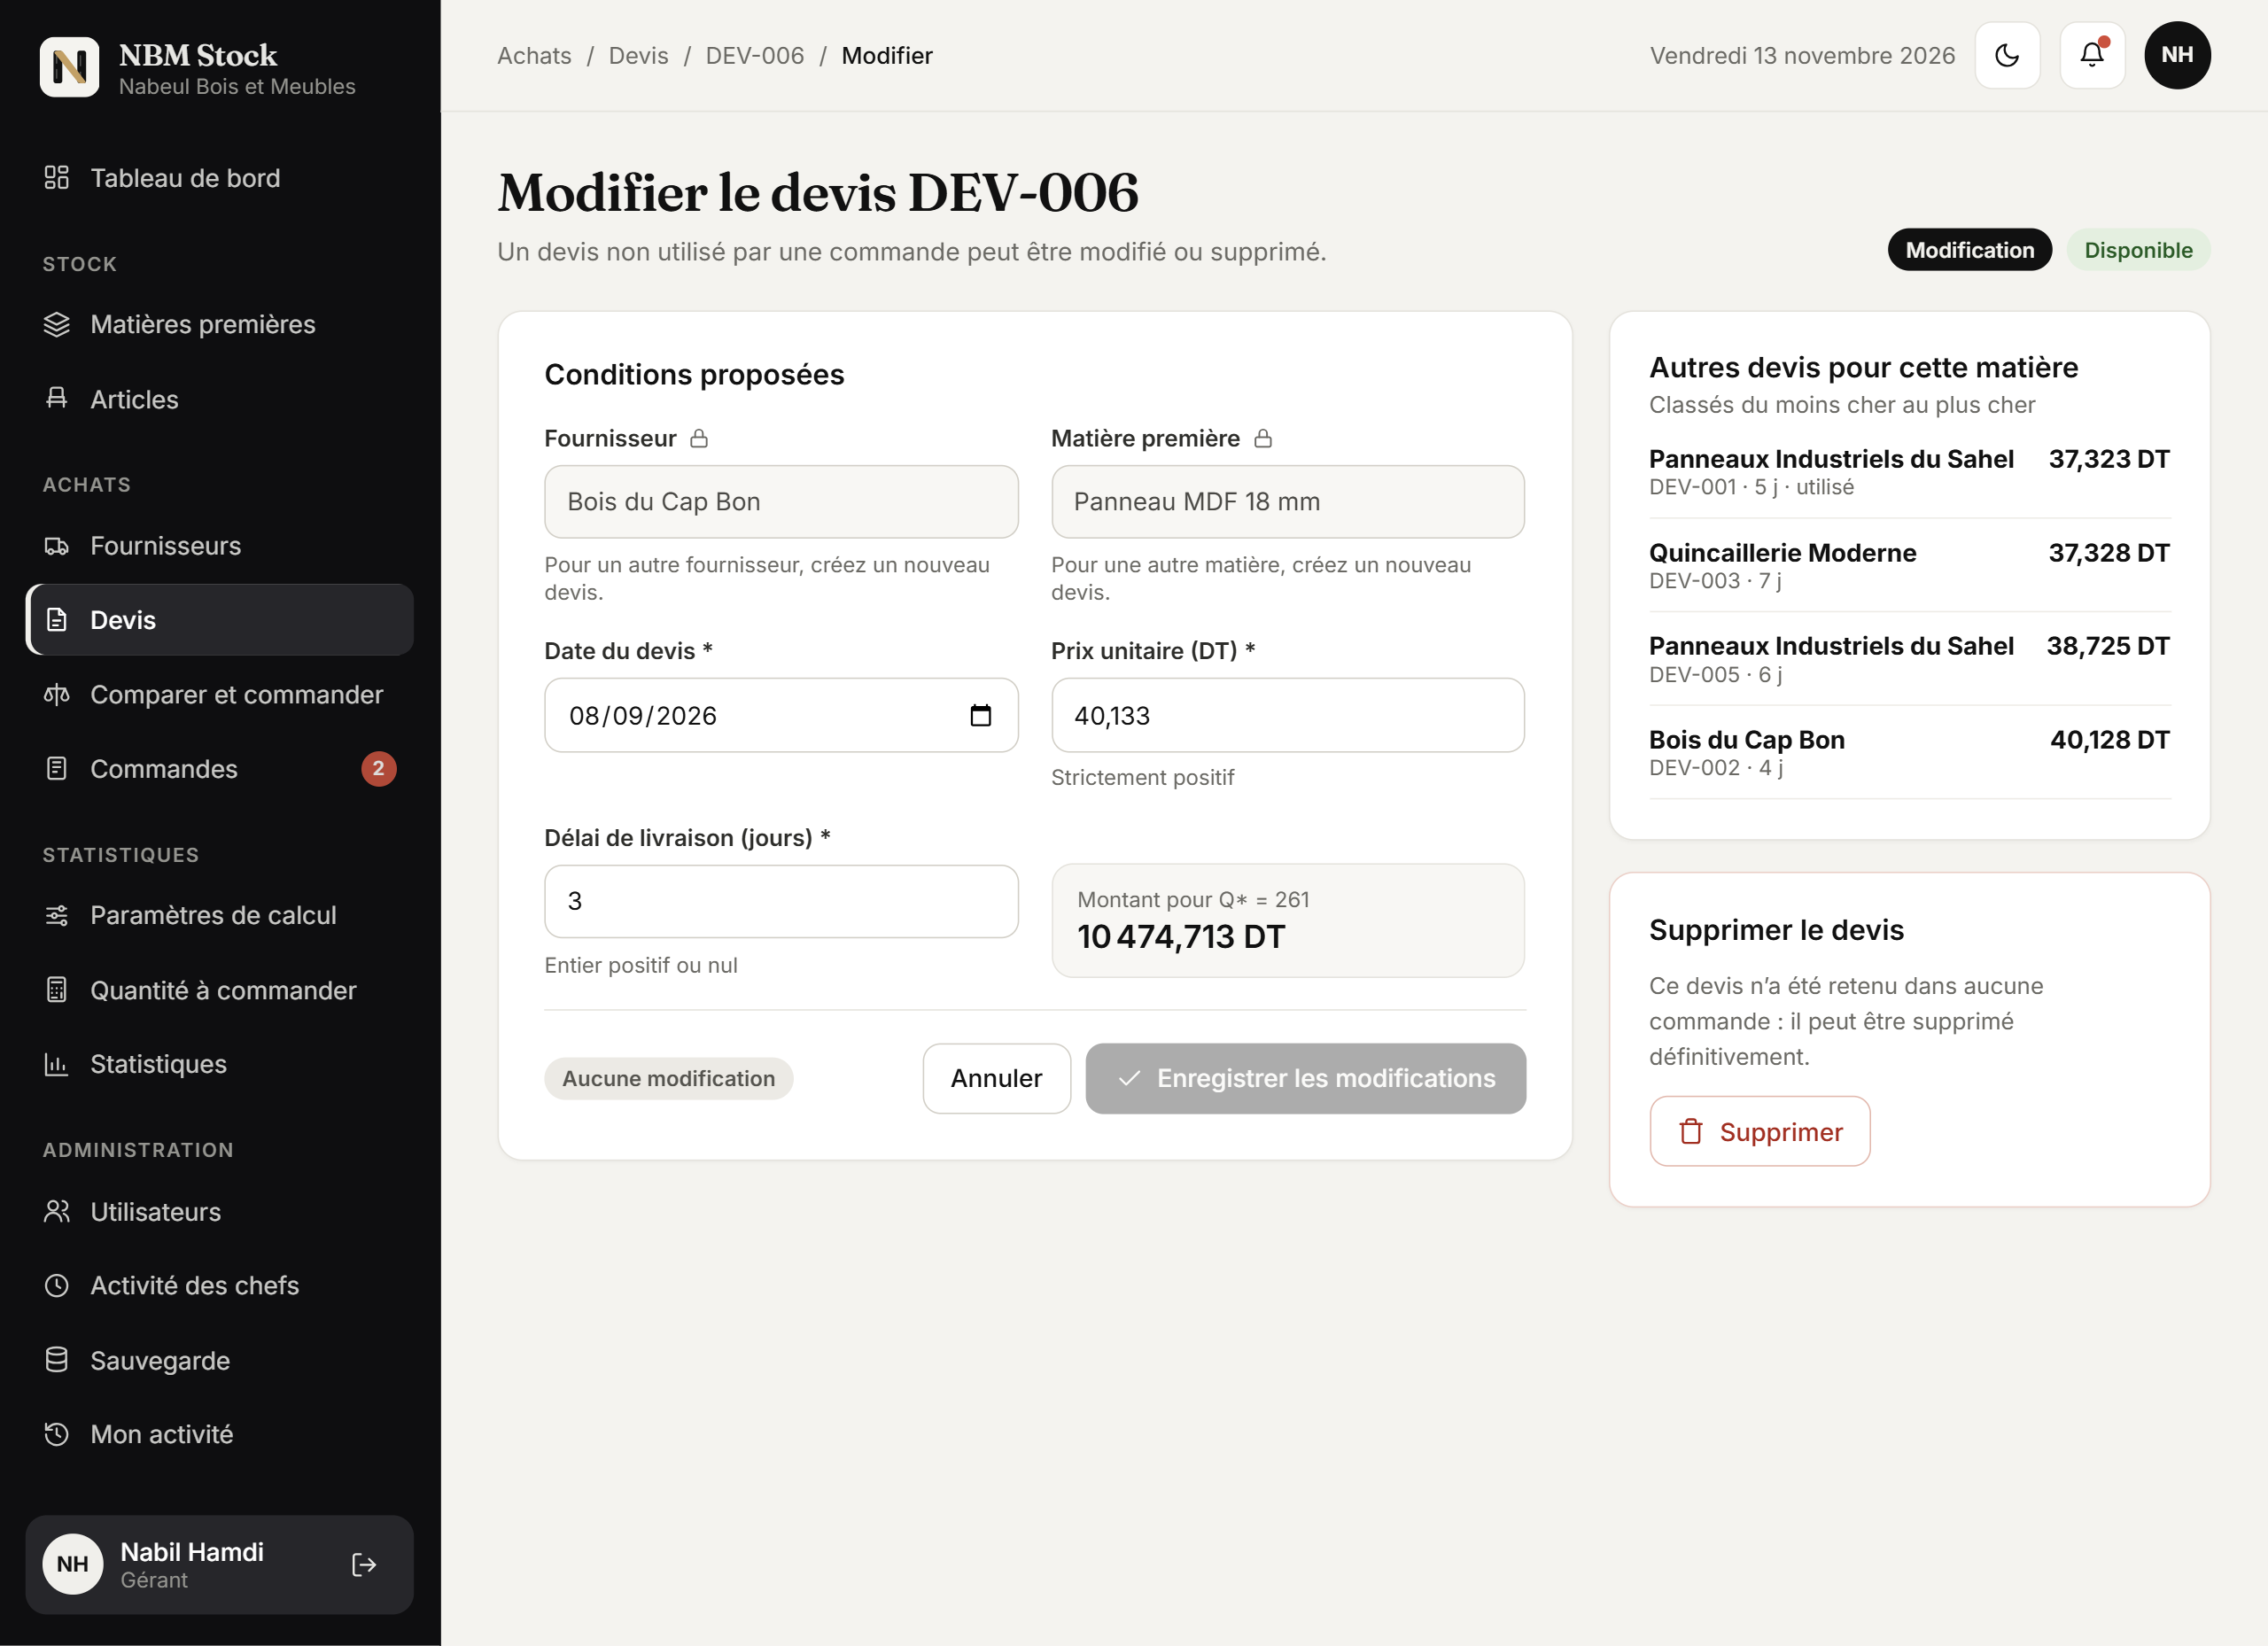 NBM Stock
Nabeul Bois et Meubles
Tableau de bord
STOCK
Matières premières
Articles
ACHATS
Fournisseurs
Devis
Comparer et commander
Commandes 2
STATISTIQUES
Paramètres de calcul
Quantité à commander
Statistiques
ADMINISTRATION
Utilisateurs
Activité des chefs
Sauvegarde
Mon activité
NH
Nabil Hamdi
Gérant
Achats / Devis / DEV-006 / Modifier
Vendredi 13 novembre 2026
NH
Modifier le devis DEV-006
Un devis non utilisé par une commande peut être modifié ou supprimé.
Modification
Disponible
Conditions proposées
Fournisseur
Bois du Cap Bon
Pour un autre fournisseur, créez un nouveau
devis.
Matière première
Panneau MDF 18 mm
Pour une autre matière, créez un nouveau
devis.
Date du devis *
08/09/2026
Prix unitaire (DT) *
40,133
Strictement positif
Délai de livraison (jours) *
3
Entier positif ou nul
Montant pour Q* = 261
10 474,713 DT
Aucune modification
Annuler
Enregistrer les modifications
Autres devis pour cette matière
Classés du moins cher au plus cher
Panneaux Industriels du Sahel 37,323 DT
DEV-001 · 5 j · utilisé
Quincaillerie Moderne 37,328 DT
DEV-003 · 7 j
Panneaux Industriels du Sahel 38,725 DT
DEV-005 · 6 j
Bois du Cap Bon 40,128 DT
DEV-002 · 4 j
Supprimer le devis
Ce devis n’a été retenu dans aucune
commande : il peut être supprimé
définitivement.
Supprimer